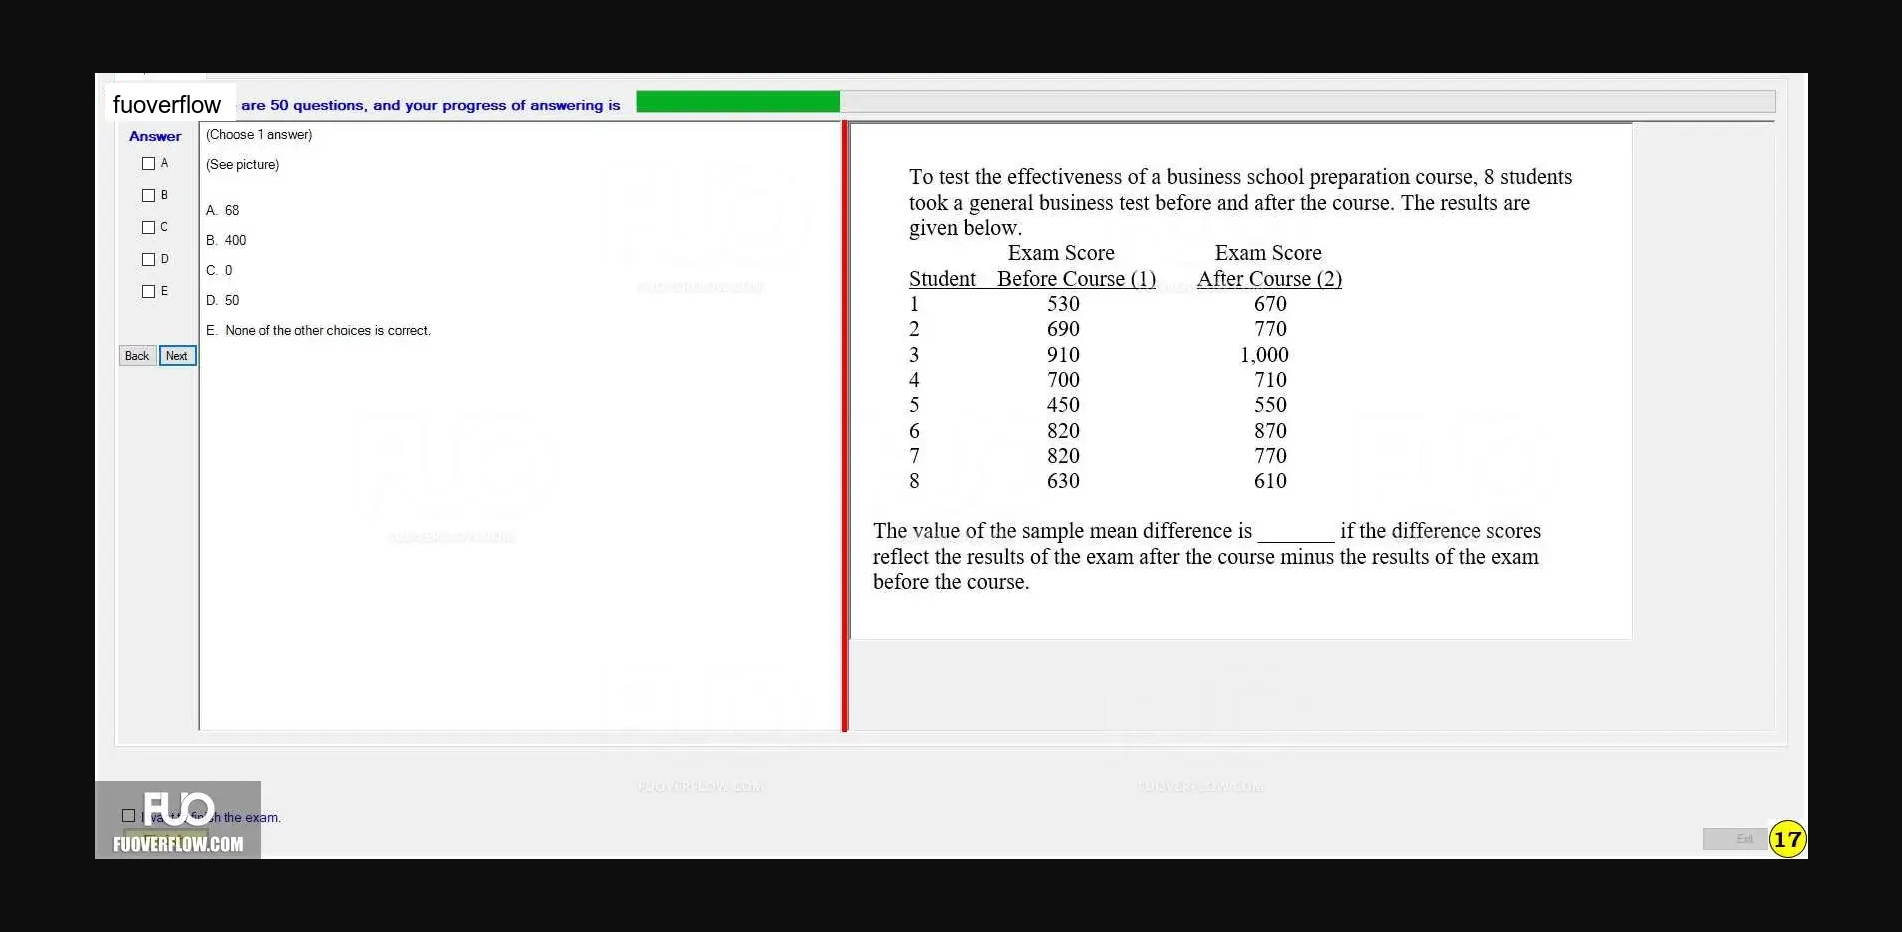 fuoverflow are 50 questions, and your progress of answering is
Answer
A
B
C
D
E
Back Next
(Choose 1 answer)
(See picture)
A. 68
B. 400
C. 0
D. 50
E. None of the other choices is correct.
To test the effectiveness of a business school preparation course, 8 students
took a general business test before and after the course. The results are
given below.
Exam Score Exam Score
Student Before Course (1) After Course (2)
1 530 670
2 690 770
3 910 1,000
4 700 710
5 450 550
6 820 870
7 820 770
8 630 610
The value of the sample mean difference is _______ if the difference scores
reflect the results of the exam after the course minus the results of the exam
before the course.
FUOVERFLOW.COM FUOVERFLOW.COM
FUO
the exam.
FUOVERFLOW.COM
Exit 17